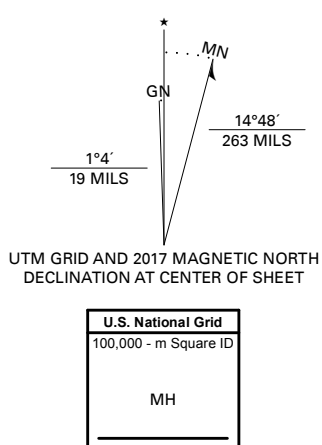 ★
MN
GN
14°48´
263 MILS
1°4´
19 MILS
UTM GRID AND 2017 MAGNETIC NORTH
DECLINATION AT CENTER OF SHEET
U.S. National Grid
100,000 - m Square ID
MH